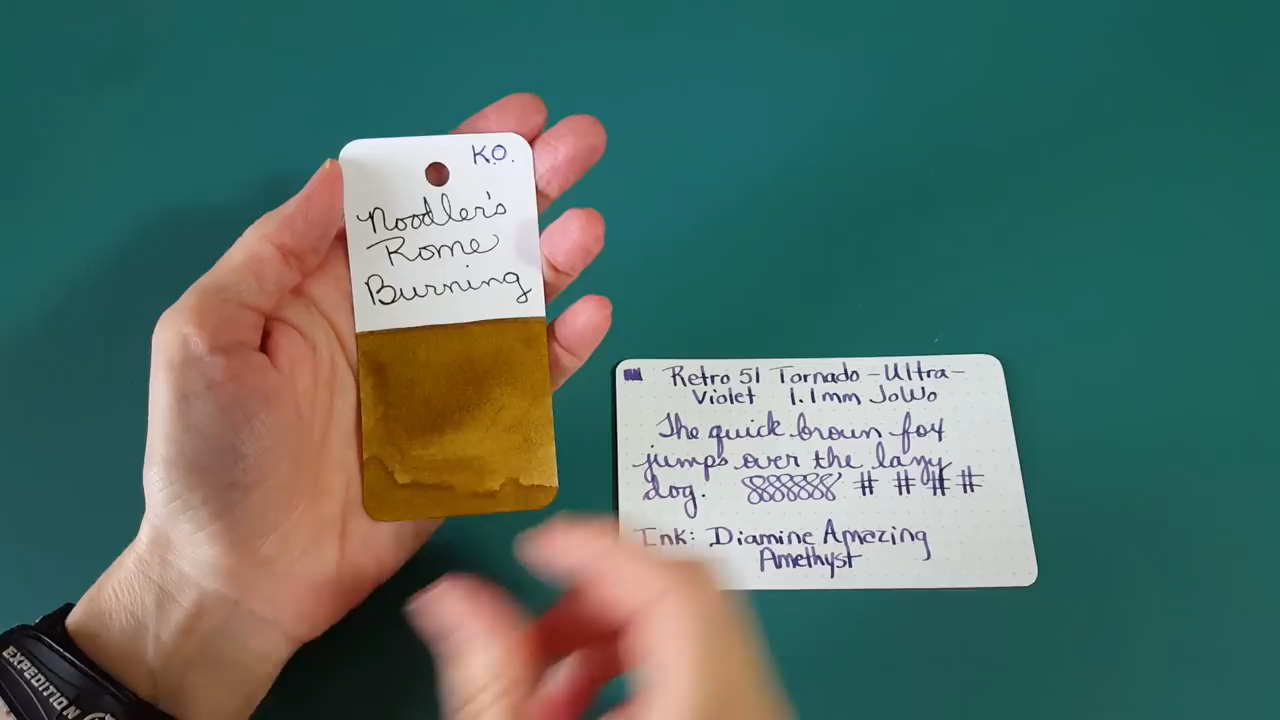 K.O.
Noodler's
Rome
Burning
Retro 51 Tornado - Ultra-
Violet 1.1mm JoWo
The quick brown fox
jumps over the lazy
dog. # # # #
Ink: Diamine Amazing
Amethyst
EXPEDITION